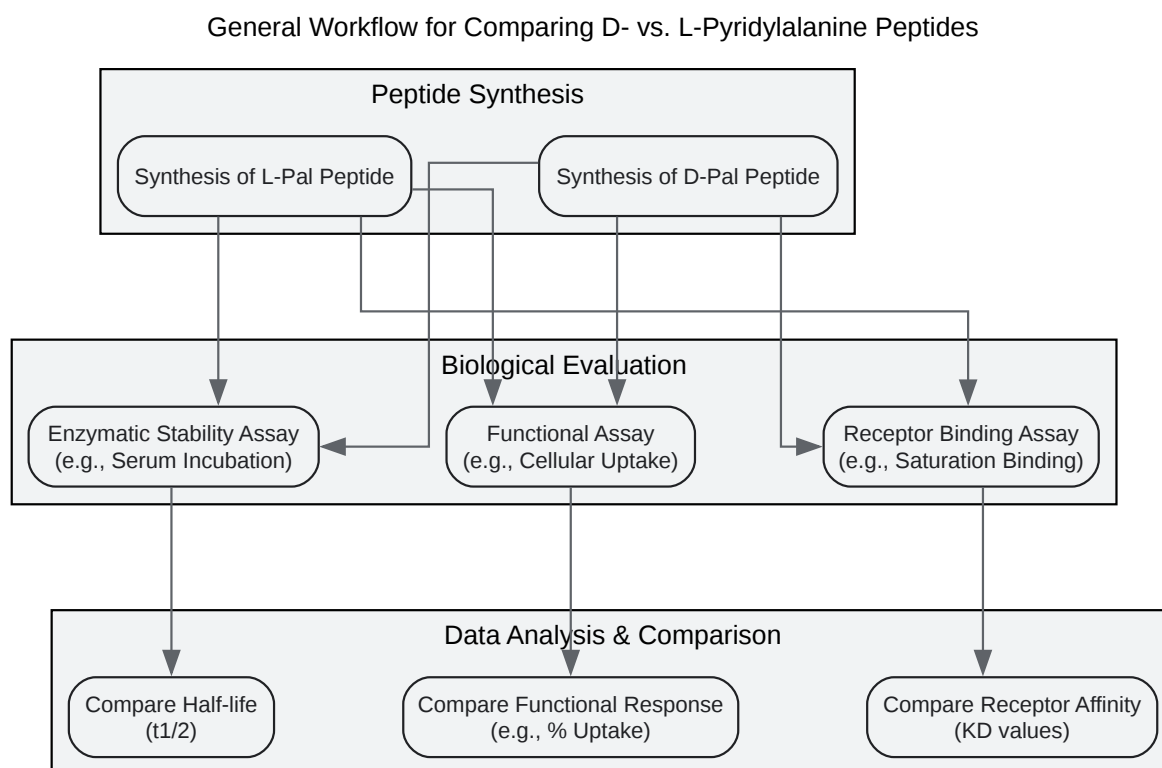 General Workflow for Comparing D- vs. L-Pyridylalanine Peptides
Peptide Synthesis
Synthesis of L-Pal Peptide
Synthesis of D-Pal Peptide
Biological Evaluation
Enzymatic Stability Assay
(e.g., Serum Incubation)
Functional Assay
(e.g., Cellular Uptake)
Receptor Binding Assay
(e.g., Saturation Binding)
Data Analysis & Comparison
Compare Half-life
(t1/2)
Compare Functional Response
(e.g., % Uptake)
Compare Receptor Affinity
(KD values)